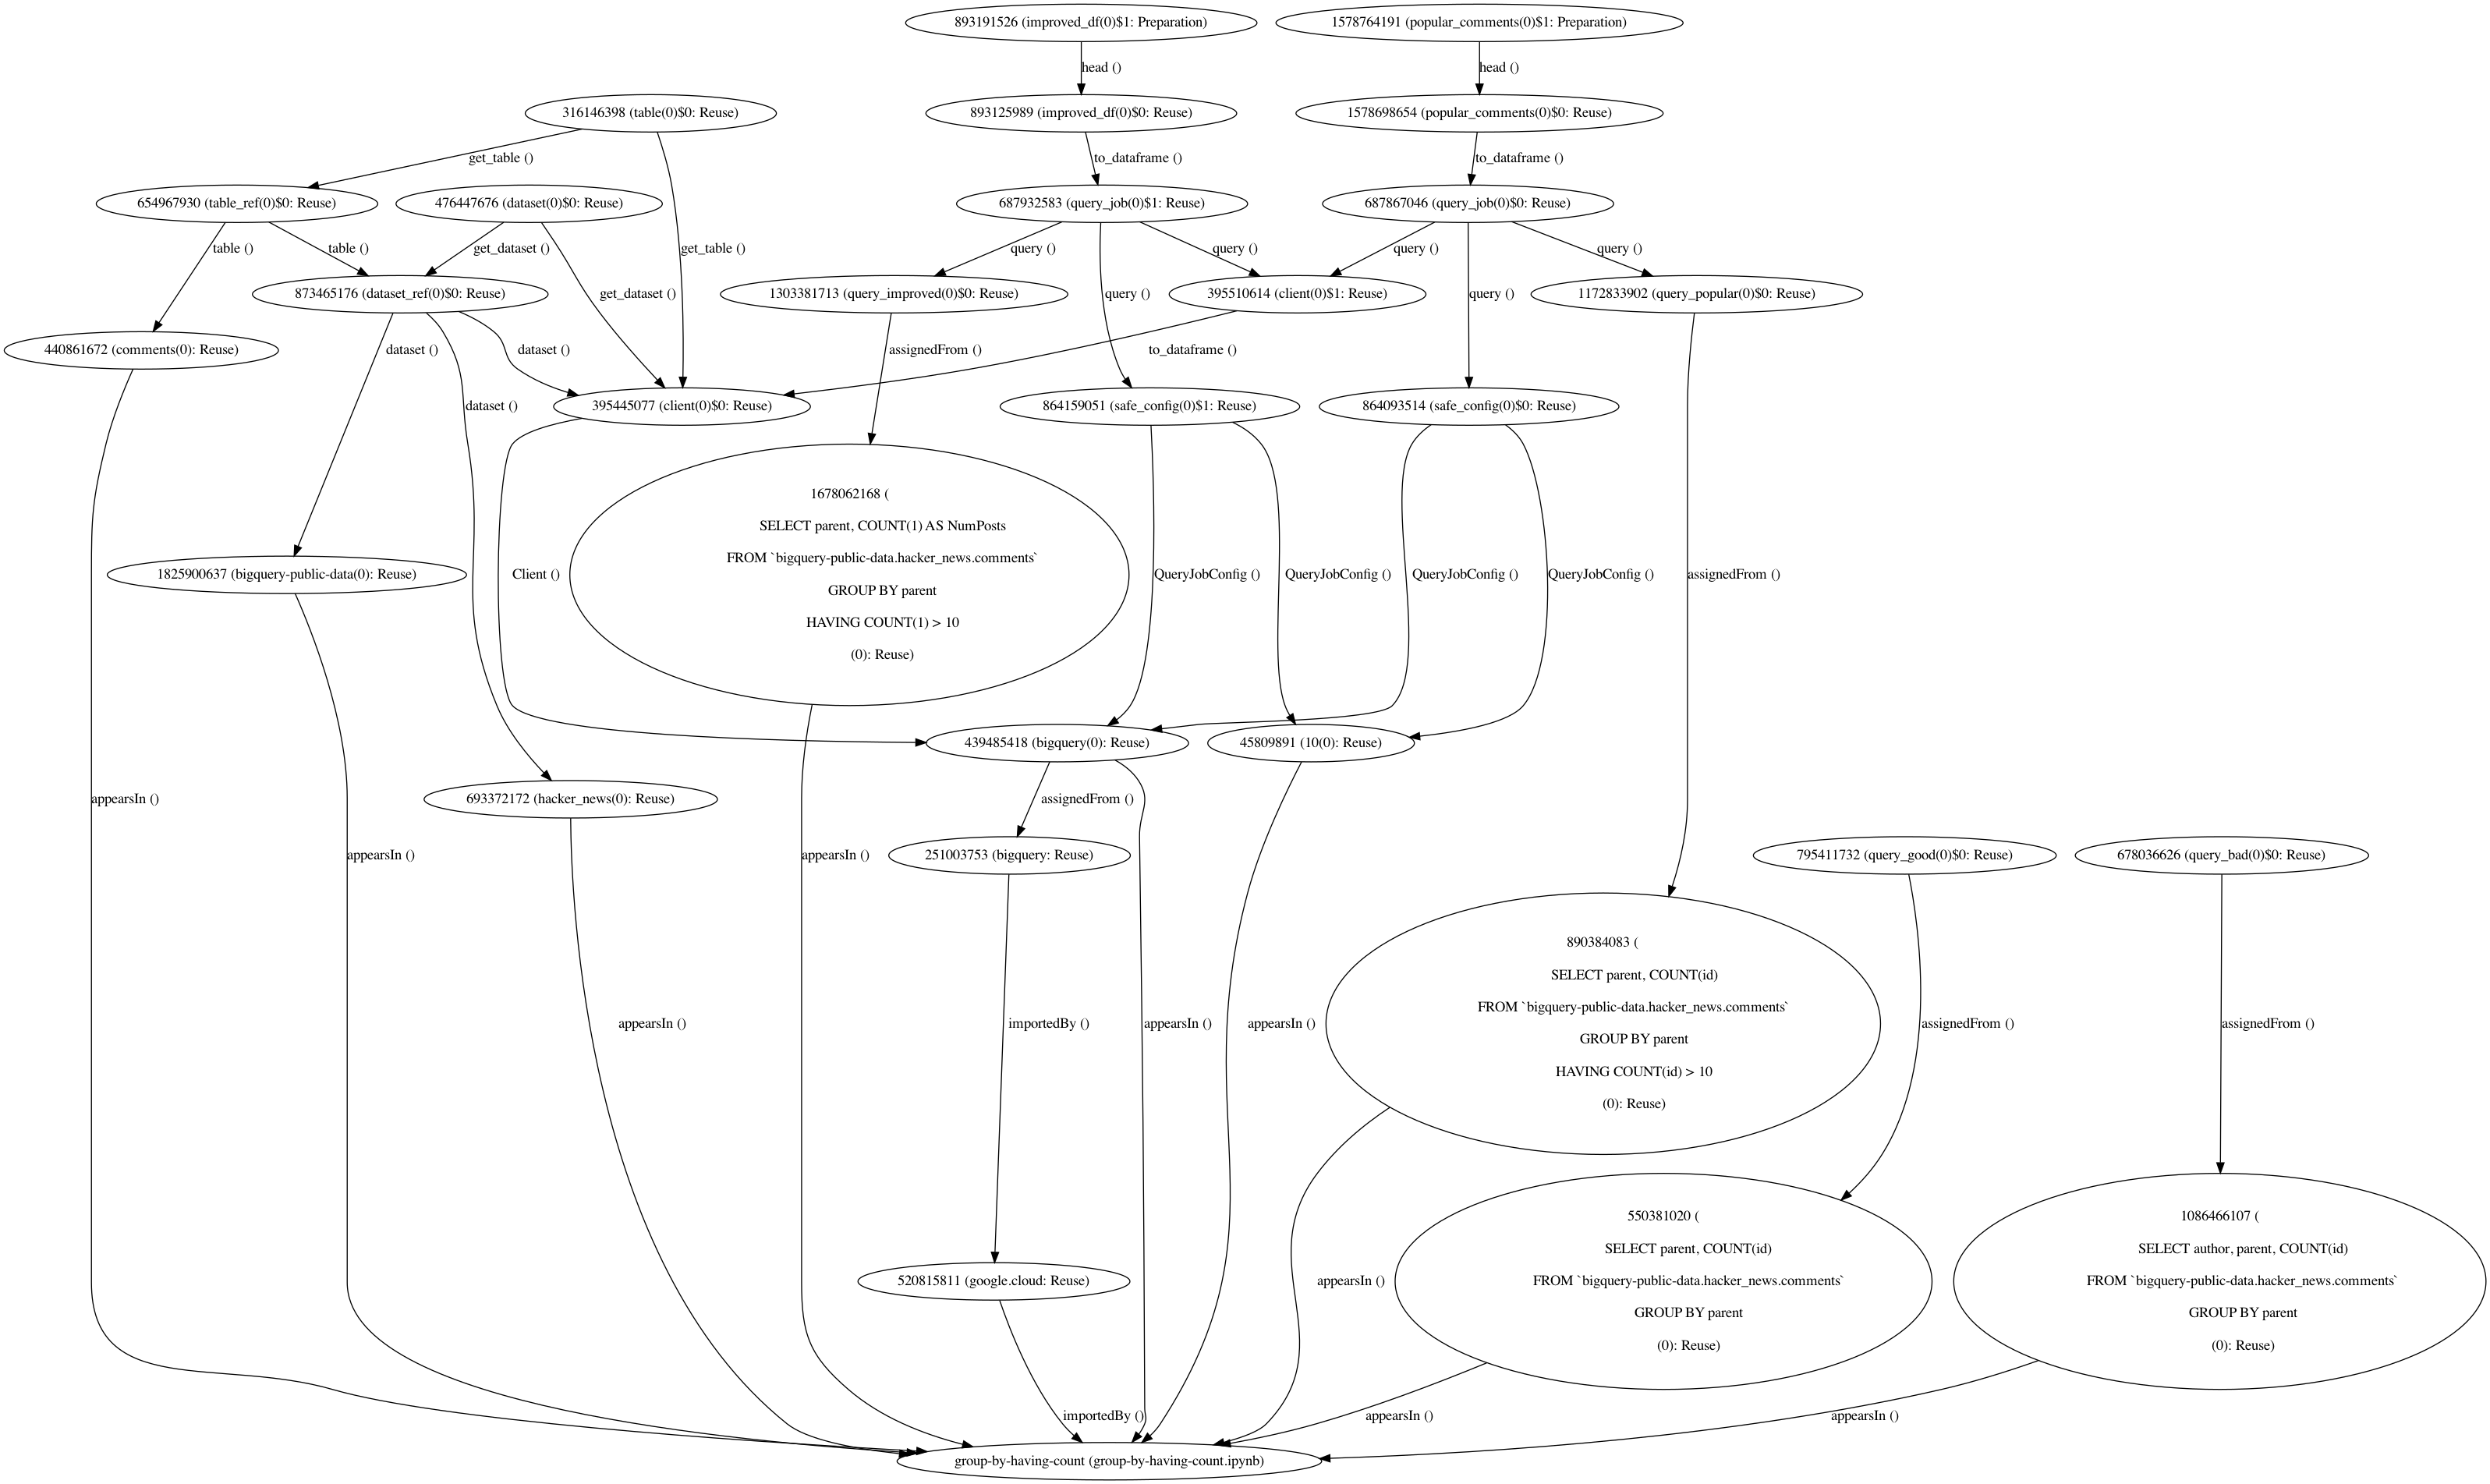 893191526 (improved_df(0)$1: Preparation)
1578764191 (popular_comments(0)$1: Preparation)
head ()
head ()
316146398 (table(0)$0: Reuse)
893125989 (improved_df(0)$0: Reuse)
1578698654 (popular_comments(0)$0: Reuse)
get_table ()
to_dataframe ()
to_dataframe ()
654967930 (table_ref(0)$0: Reuse)
476447676 (dataset(0)$0: Reuse)
687932583 (query_job(0)$1: Reuse)
687867046 (query_job(0)$0: Reuse)
table ()
table ()
get_dataset ()
get_table ()
query ()
query ()
query ()
query ()
873465176 (dataset_ref(0)$0: Reuse)
get_dataset ()
1303381713 (query_improved(0)$0: Reuse)
query ()
395510614 (client(0)$1: Reuse)
query ()
1172833902 (query_popular(0)$0: Reuse)
440861672 (comments(0): Reuse)
dataset ()
dataset ()
assignedFrom ()
to_dataframe ()
dataset ()
395445077 (client(0)$0: Reuse)
864159051 (safe_config(0)$1: Reuse)
864093514 (safe_config(0)$0: Reuse)
1678062168 (
SELECT parent, COUNT(1) AS NumPosts
FROM `bigquery-public-data.hacker_news.comments`
GROUP BY parent
HAVING COUNT(1) > 10
(0): Reuse)
1825900637 (bigquery-public-data(0): Reuse)
Client ()
QueryJobConfig ()
QueryJobConfig ()
QueryJobConfig ()
QueryJobConfig ()
assignedFrom ()
439485418 (bigquery(0): Reuse)
45809891 (10(0): Reuse)
appearsIn ()
693372172 (hacker_news(0): Reuse)
assignedFrom ()
appearsIn ()
appearsIn ()
251003753 (bigquery: Reuse)
795411732 (query_good(0)$0: Reuse)
678036626 (query_bad(0)$0: Reuse)
890384083 (
SELECT parent, COUNT(id)
FROM `bigquery-public-data.hacker_news.comments`
GROUP BY parent
HAVING COUNT(id) > 10
(0): Reuse)
appearsIn ()
importedBy ()
appearsIn ()
appearsIn ()
assignedFrom ()
assignedFrom ()
550381020 (
SELECT parent, COUNT(id)
FROM `bigquery-public-data.hacker_news.comments`
GROUP BY parent
(0): Reuse)
1086466107 (
SELECT author, parent, COUNT(id)
FROM `bigquery-public-data.hacker_news.comments`
GROUP BY parent
(0): Reuse)
520815811 (google.cloud: Reuse)
appearsIn ()
importedBy ()
appearsIn ()
appearsIn ()
group-by-having-count (group-by-having-count.ipynb)